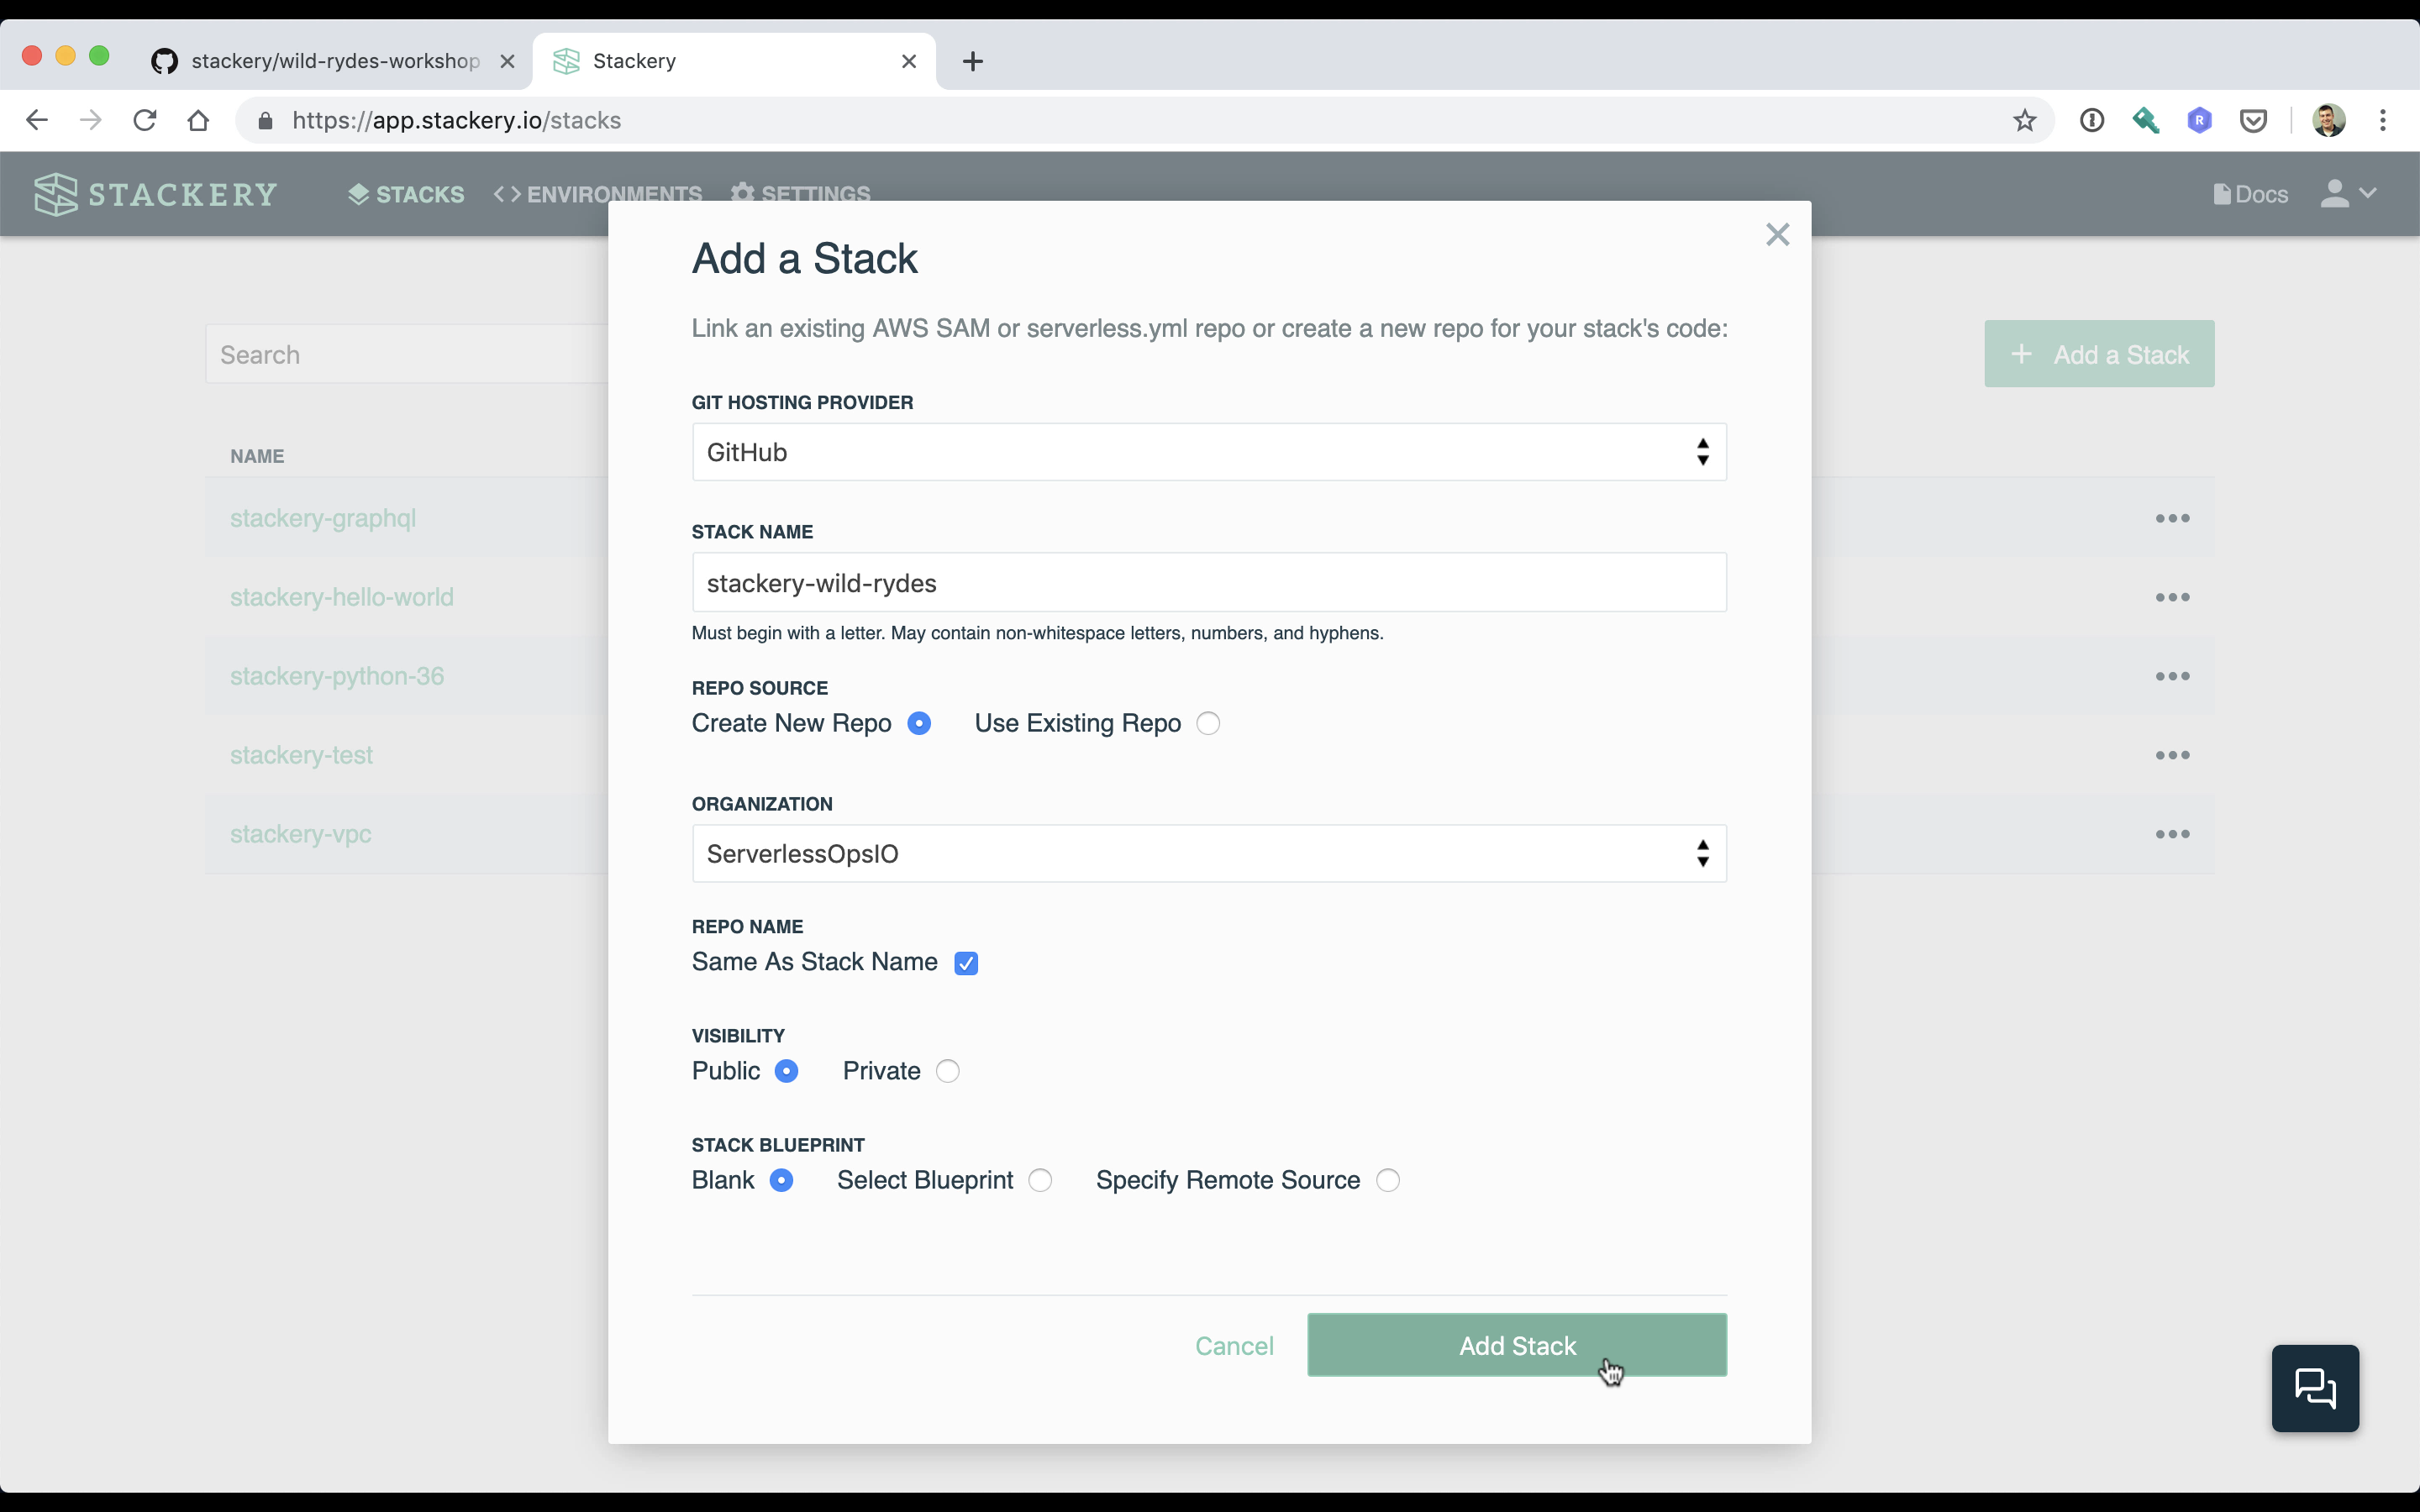 stackery/wild-rydes-workshop
Stackery
https://app.stackery.io/stacks
R
STACKERY
STACKS
ENVIRONMENTS
SETTINGS
Docs
Search
+ Add a Stack
NAME
stackery-graphql
stackery-hello-world
stackery-python-36
stackery-test
stackery-vpc
Add a Stack
Link an existing AWS SAM or serverless.yml repo or create a new repo for your stack's code:
GIT HOSTING PROVIDER
GitHub
STACK NAME
stackery-wild-rydes
Must begin with a letter. May contain non-whitespace letters, numbers, and hyphens.
REPO SOURCE
Create New Repo Use Existing Repo
ORGANIZATION
ServerlessOpsIO
REPO NAME
Same As Stack Name
VISIBILITY
Public Private
STACK BLUEPRINT
Blank Select Blueprint Specify Remote Source
Cancel Add Stack